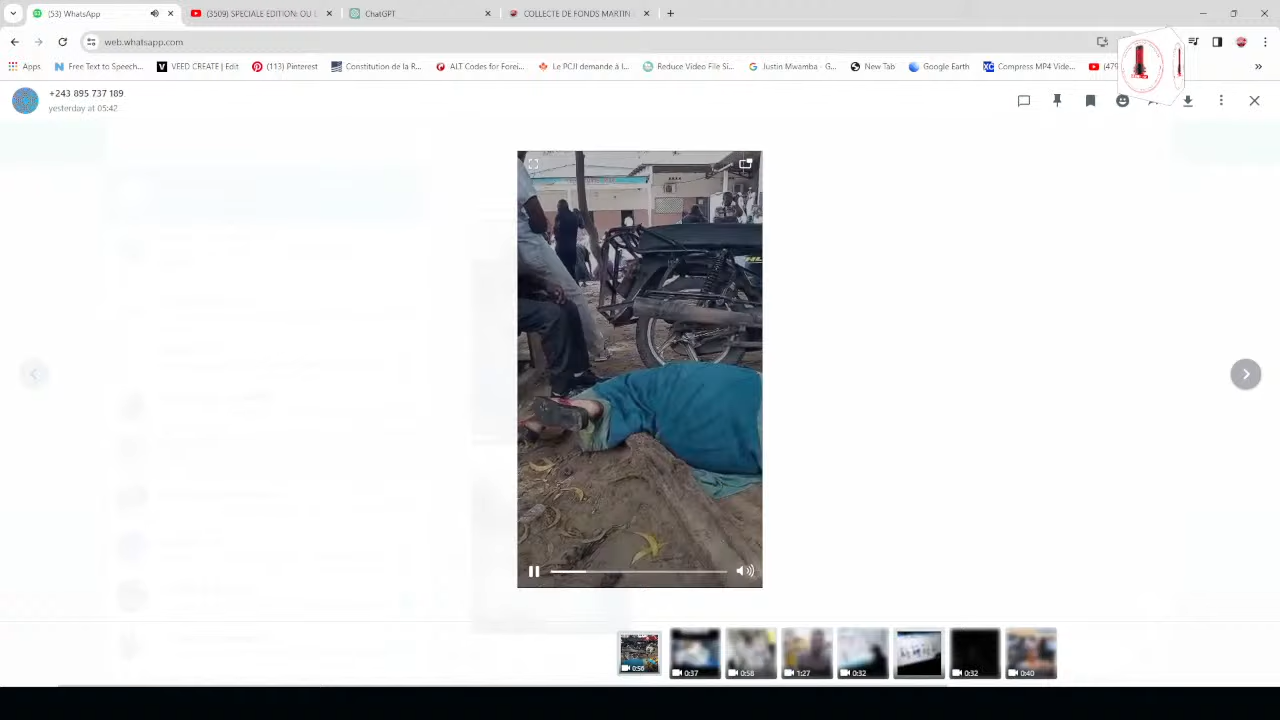 (53) WhatsApp
(3509) SPECIALE EDITION: OU L
ChatGPT
COLLECTE DE FONDS MARTIN
web.whatsapp.com
Apps
Free Text to Speech...
VEED CREATE | Edit
(113) Pinterest
Constitution de la R...
ALT Codes for Forei...
Le PCJI demande à l...
Reduce Video File Si...
Justin Mwamba - G...
New Tab
Google Earth
Compress MP4 Vide...
(479
+243 895 737 189
yesterday at 05:42
0:56
0:37
0:58
1:27
0:32
0:32
0:40